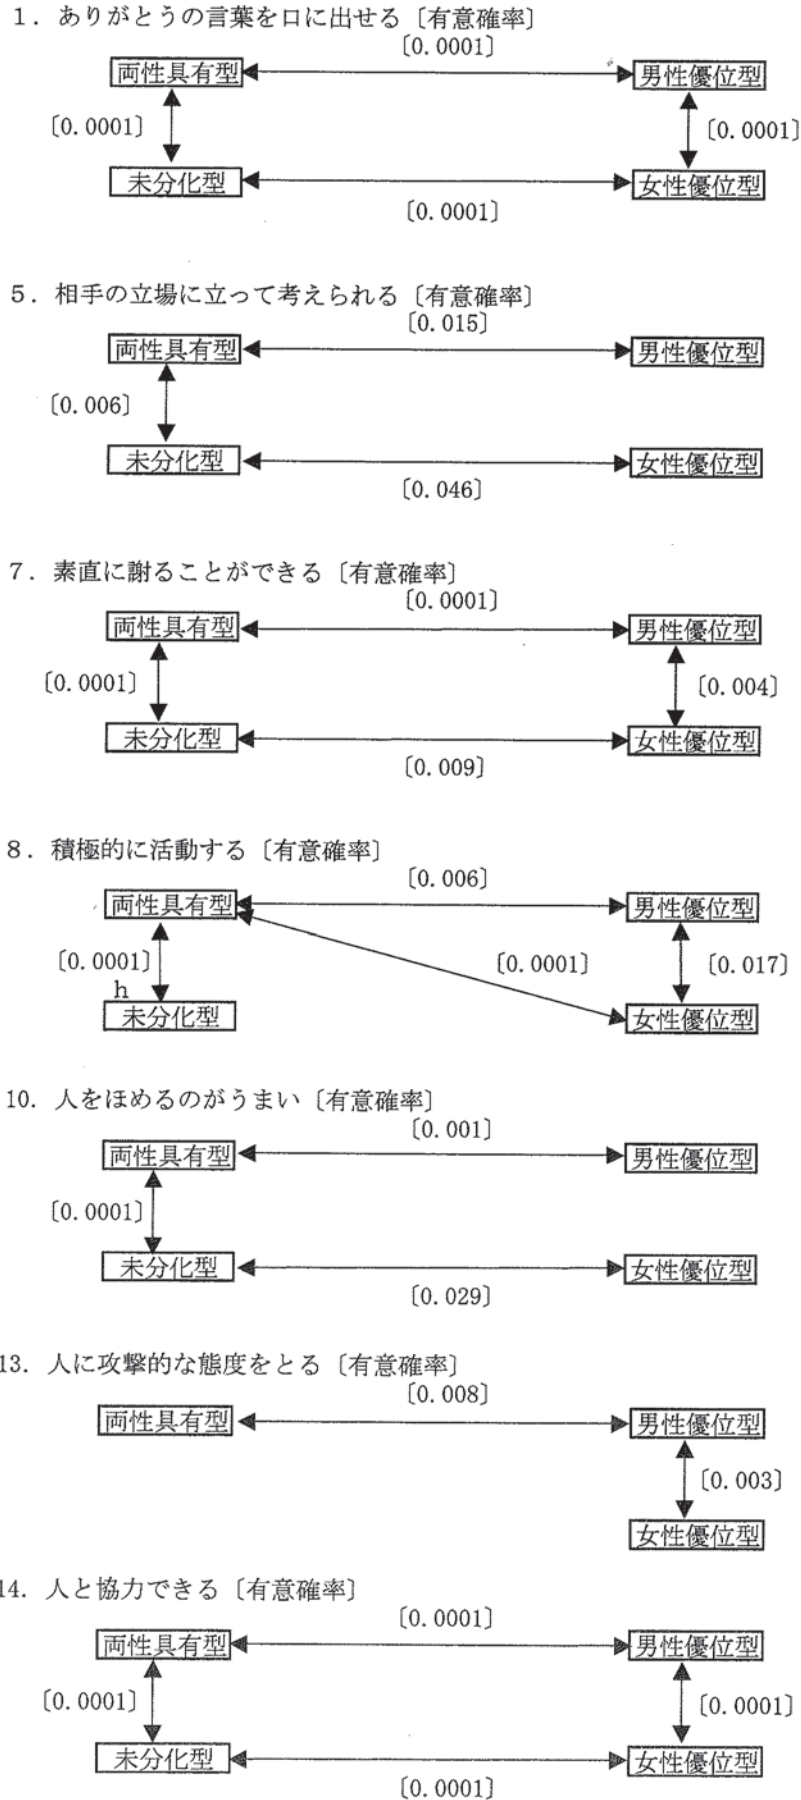 1．ありがとうの言葉を口に出せる〔有意確率〕
〔0.0001〕
両性具有型 男性優位型
〔0.0001〕 〔0.0001〕
未分化型 女性優位型
〔0.0001〕
5．相手の立場に立って考えられる〔有意確率〕
〔0.015〕
両性具有型 男性優位型
〔0.006〕
未分化型 女性優位型
〔0.046〕
7．素直に謝ることができる〔有意確率〕
〔0.0001〕
両性具有型 男性優位型
〔0.0001〕 〔0.004〕
未分化型 女性優位型
〔0.009〕
8．積極的に活動する〔有意確率〕
〔0.006〕
両性具有型 男性優位型
〔0.0001〕 〔0.0001〕 〔0.017〕
h
未分化型 女性優位型
10．人をほめるのがうまい〔有意確率〕
〔0.001〕
両性具有型 男性優位型
〔0.0001〕
未分化型 女性優位型
〔0.029〕
13．人に攻撃的な態度をとる〔有意確率〕
〔0.008〕
両性具有型 男性優位型
〔0.003〕
女性優位型
14．人と協力できる〔有意確率〕
〔0.0001〕
両性具有型 男性優位型
〔0.0001〕 〔0.0001〕
未分化型 女性優位型
〔0.0001〕